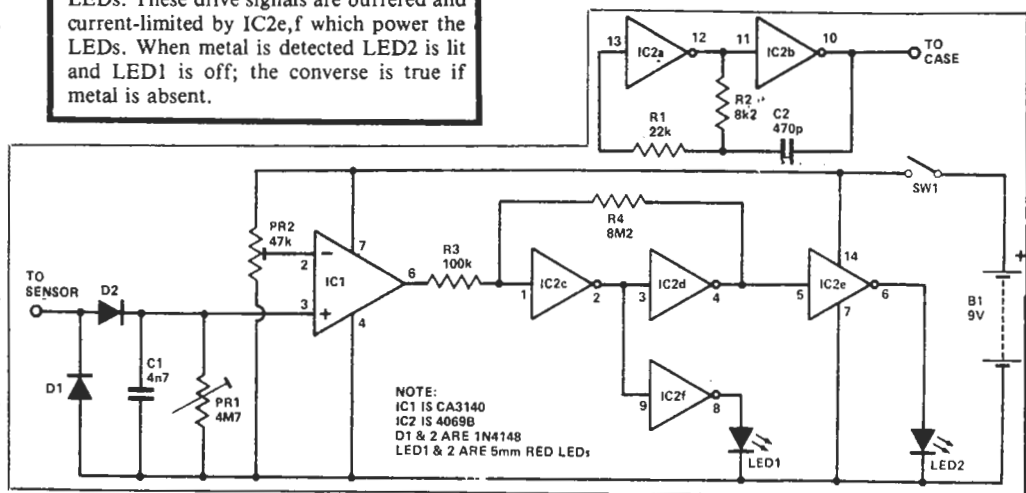 LEDs. These drive signals are buffered and
current-limited by IC2e,f which power the
LEDs. When metal is detected LED2 is lit
and LED1 is off; the converse is true if
metal is absent.
13
IC2a
12
11
IC2b
10
TO
CASE
R2
8k2
R1
22k
C2
470p
SW1
PR2
47k
2
7
IC1
3
4
6
R3
100k
R4
8M2
1
IC2c
2
3
IC2d
4
5
14
IC2e
7
6
B1
9V
+
TO
SENSOR
D2
D1
C1
4n7
PR1
4M7
9
IC2f
8
LED1
LED2
NOTE:
IC1 IS CA3140
IC2 IS 4069B
D1 & 2 ARE 1N4148
LED1 & 2 ARE 5mm RED LEDs